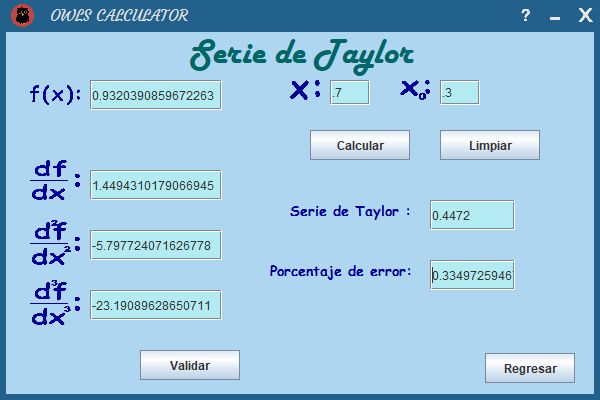 OWLS CALCULATOR ? – X
Serie de Taylor
f(x): 0.9320390859672263 X: .7 X₀: .3
Calcular Limpiar
df/dx : 1.4494310179066945
Serie de Taylor : 0.4472
d²f/dx² : -5.797724071626778
Porcentaje de error: 0.3349725946
d³f/dx³ : -23.19089628650711
Validar Regresar